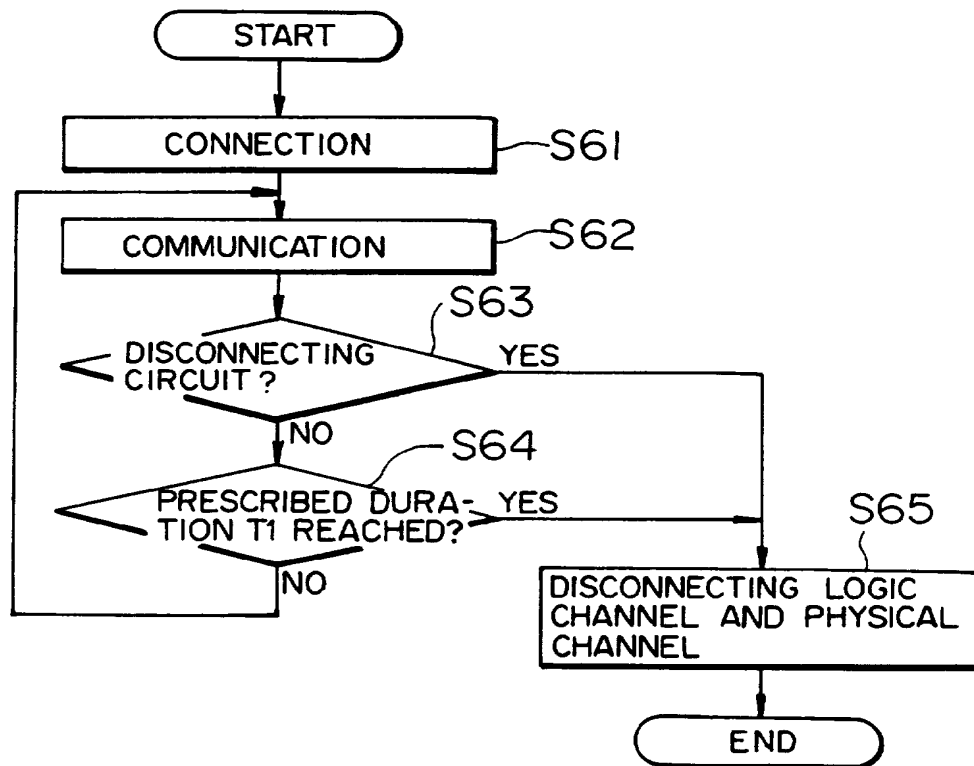 START
CONNECTION
S61
COMMUNICATION
S62
S63
DISCONNECTING
CIRCUIT?
YES
NO
S64
PRESCRIBED DURA-
TION T1 REACHED?
YES
NO
S65
DISCONNECTING LOGIC
CHANNEL AND PHYSICAL
CHANNEL
END